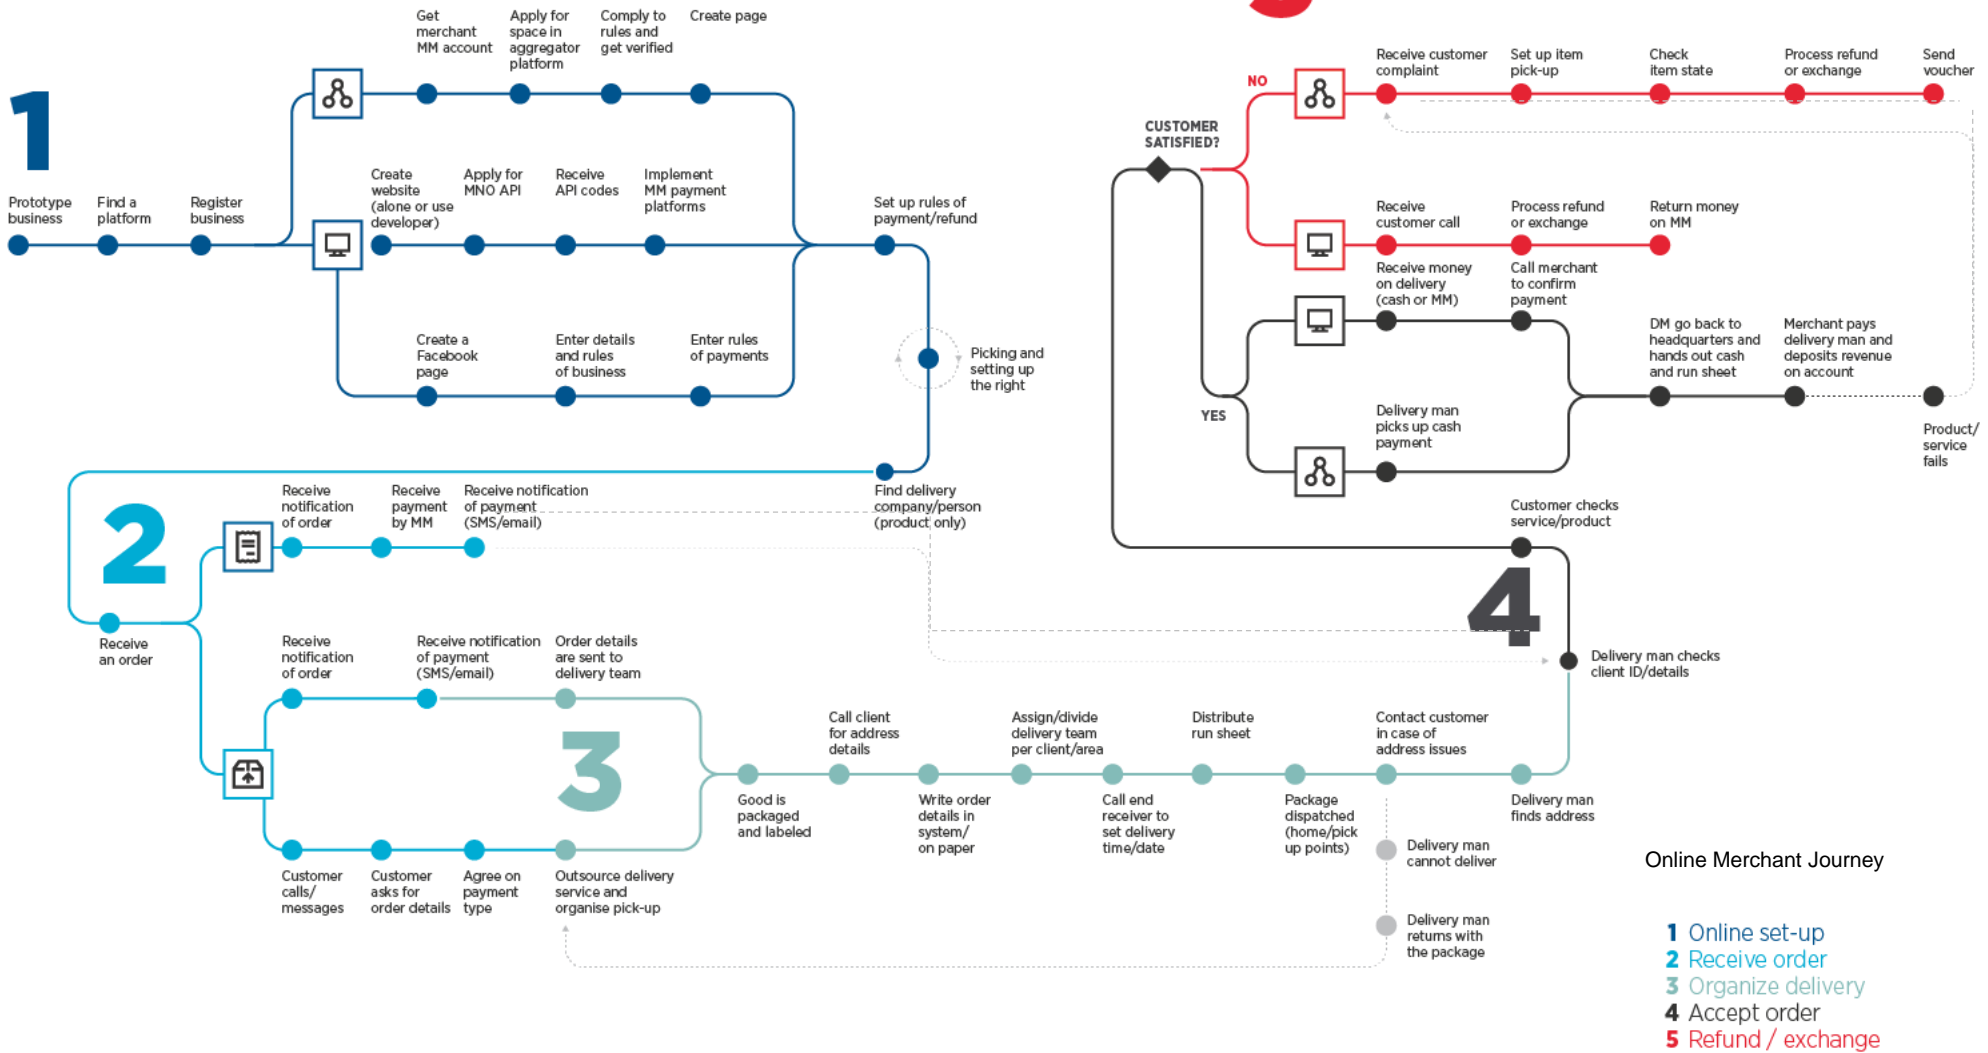 1
Prototype
business
Find a
platform
Register
business
Get
merchant
MM account
Apply for
space in
aggregator
platform
Comply to
rules and
get verified
Create page
Create
website
(alone or use
developer)
Apply for
MNO API
Receive
API codes
Implement
MM payment
platforms
Create a
Facebook
page
Enter details
and rules
of business
Enter rules
of payments
Set up rules of
payment/refund
Picking and
setting up
the right
Find delivery
company/person
(product only)
2
Receive
an order
Receive
notification
of order
Receive
payment
by MM
Receive notification
of payment
(SMS/email)
Receive
notification
of order
Receive notification
of payment
(SMS/email)
Order details
are sent to
delivery team
Customer
calls/
messages
Customer
asks for
order details
Agree on
payment
type
Outsource delivery
service and
organise pick-up
3
Good is
packaged
and labeled
Call client
for address
details
Write order
details in
system/
on paper
Assign/divide
delivery team
per client/area
Call end
receiver to
set delivery
time/date
Distribute
run sheet
Package
dispatched
(home/pick
up points)
Contact customer
in case of
address issues
Delivery man
cannot deliver
Delivery man
returns with
the package
Delivery man
finds address
Delivery man checks
client ID/details
4
Customer checks
service/product
CUSTOMER
SATISFIED?
YES
Receive money
on delivery
(cash or MM)
Call merchant
to confirm
payment
Delivery man
picks up cash
payment
DM go back to
headquarters and
hands out cash
and run sheet
Merchant pays
delivery man and
deposits revenue
on account
Product/
service
fails
NO
Receive customer
complaint
Set up item
pick-up
Check
item state
Process refund
or exchange
Send
voucher
Receive
customer call
Process refund
or exchange
Return money
on MM
Online Merchant Journey
1 Online set-up
2 Receive order
3 Organize delivery
4 Accept order
5 Refund / exchange